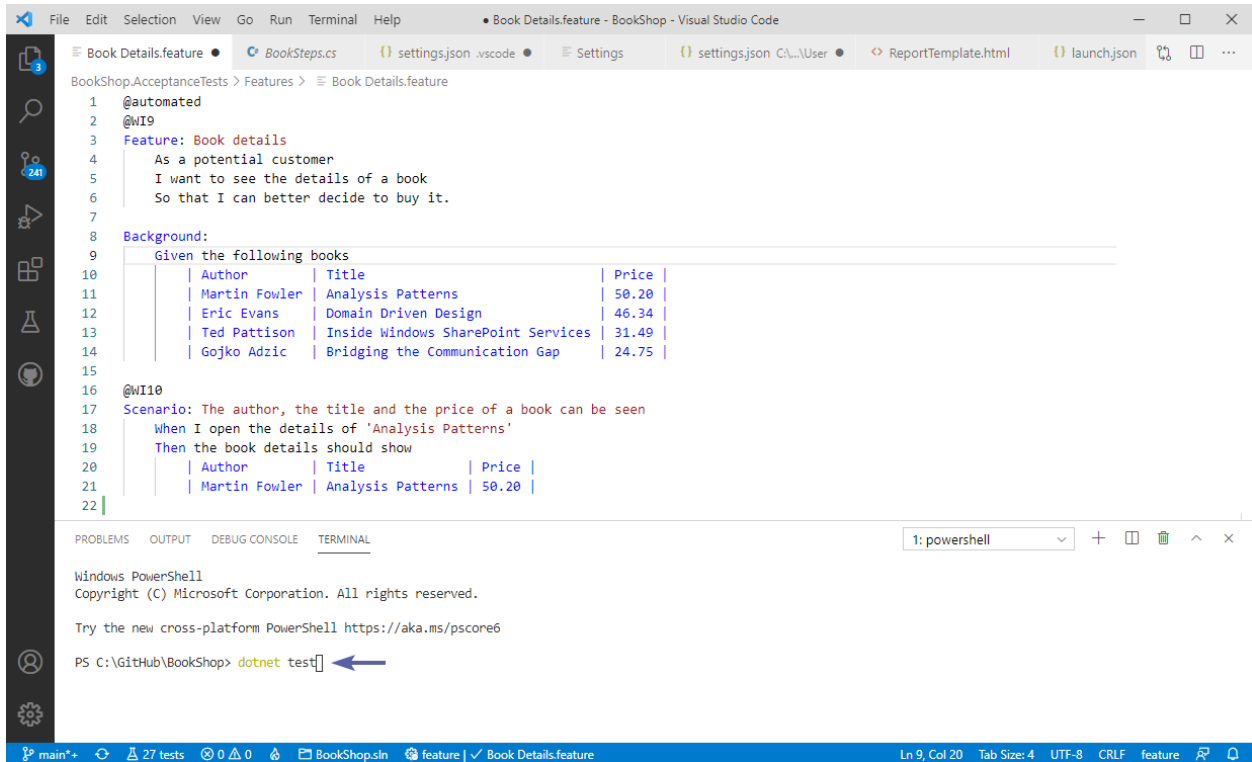 File Edit Selection View Go Run Terminal Help ● Book Details.feature - BookShop - Visual Studio Code
Book Details.feature ● BookSteps.cs {} settings.json .vscode ● Settings {} settings.json C:\...\User ● <> ReportTemplate.html {} launch.json ...
BookShop.AcceptanceTests > Features > Book Details.feature
3
241
1 @automated
2 @WI9
3 Feature: Book details
4 As a potential customer
5 I want to see the details of a book
6 So that I can better decide to buy it.
7
8 Background:
9 Given the following books
10 | Author | Title | Price |
11 | Martin Fowler | Analysis Patterns | 50.20 |
12 | Eric Evans | Domain Driven Design | 46.34 |
13 | Ted Pattison | Inside Windows SharePoint Services | 31.49 |
14 | Gojko Adzic | Bridging the Communication Gap | 24.75 |
15
16 @WI10
17 Scenario: The author, the title and the price of a book can be seen
18 When I open the details of 'Analysis Patterns'
19 Then the book details should show
20 | Author | Title | Price |
21 | Martin Fowler | Analysis Patterns | 50.20 |
22
PROBLEMS OUTPUT DEBUG CONSOLE TERMINAL 1: powershell
Windows PowerShell
Copyright (C) Microsoft Corporation. All rights reserved.
Try the new cross-platform PowerShell https://aka.ms/pscore6
PS C:\GitHub\BookShop> dotnet test
main*+ 27 tests 0 0 BookShop.sln feature | ✓ Book Details.feature Ln 9, Col 20 Tab Size: 4 UTF-8 CRLF feature